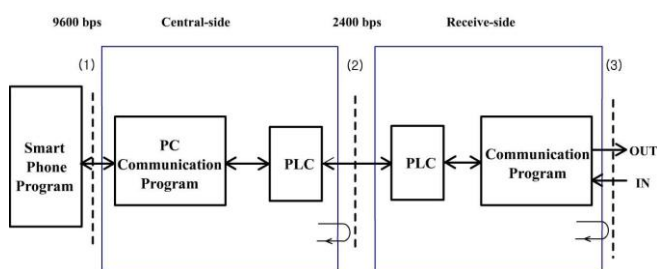 9600 bps Central-side 2400 bps Receive-side
(1) (2) (3)
Smart
Phone
Program
PC
Communication
Program
PLC
PLC
Communication
Program
OUT
IN